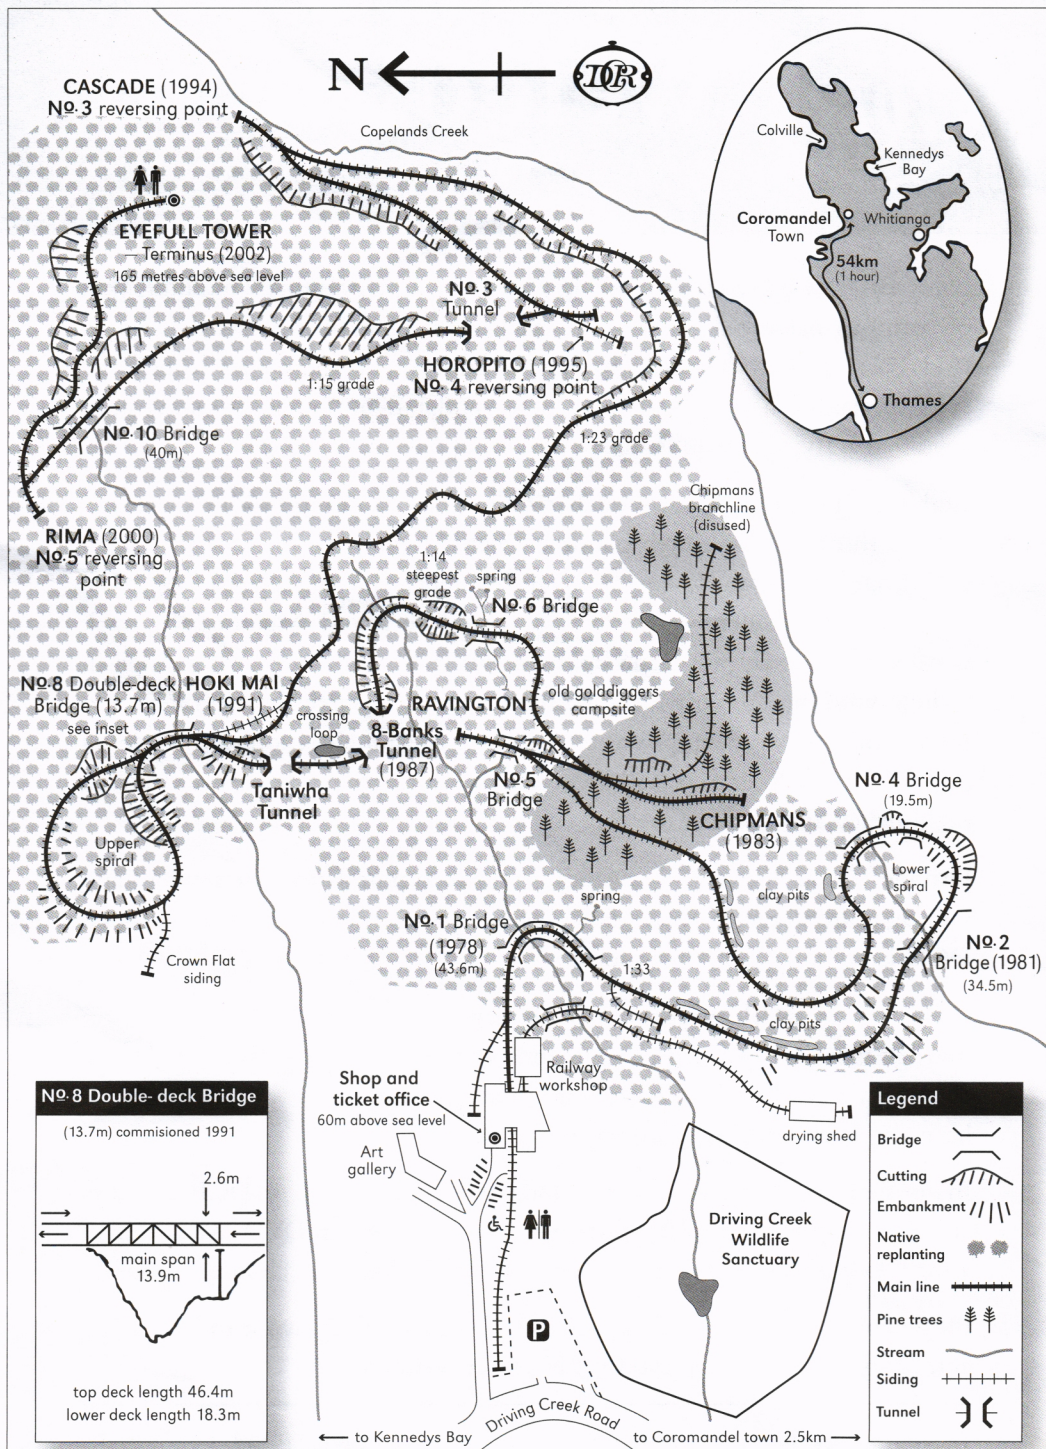 CASCADE (1994)
No. 3 reversing point
N
DCR
Copelands Creek
Colville
Kennedys
Bay
Coromandel
Town
Whitianga
54km
(1 hour)
Thames
EYEFULL TOWER
— Terminus (2002)
165 metres above sea level
No. 3
Tunnel
HOROPITO (1995)
No. 4 reversing point
1:15 grade
1:23 grade
No. 10 Bridge
(40m)
RIMA (2000)
No. 5 reversing
point
Chipmans
branchline
(disused)
1:14
steepest
grade
spring
No. 6 Bridge
No. 8 Double-deck
Bridge (13.7m)
see inset
HOKI MAI
(1991)
crossing
loop
RAVINGTON
8-Banks
Tunnel
(1987)
old golddiggers
campsite
Taniwha
Tunnel
No. 5
Bridge
CHIPMANS
(1983)
No. 4 Bridge
(19.5m)
Upper
spiral
Lower
spiral
clay pits
spring
No. 1 Bridge
(1978)
(43.6m)
1:33
No. 2
Bridge (1981)
(34.5m)
Crown Flat
siding
clay pits
Railway
workshop
Shop and
ticket office
60m above sea level
Art
gallery
drying shed
No. 8 Double- deck Bridge
(13.7m) commisioned 1991
2.6m
main span
13.9m
top deck length 46.4m
lower deck length 18.3m
P
Driving Creek
Wildlife
Sanctuary
Legend
Bridge
Cutting
Embankment
Native
replanting
Main line
Pine trees
Stream
Siding
Tunnel
Driving Creek Road
to Kennedys Bay
to Coromandel town 2.5km